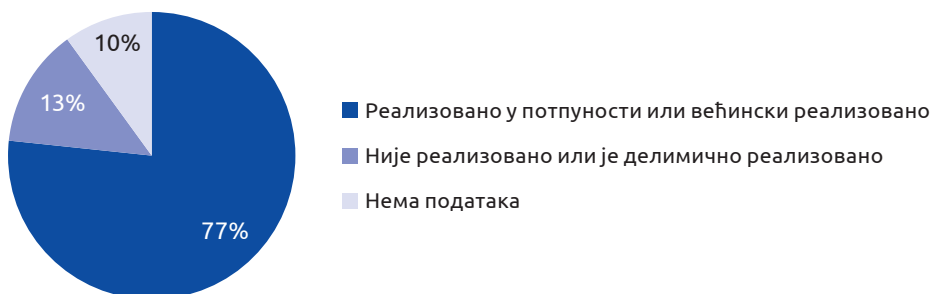 10%
13%
77%
Реализовано у потпуности или већински реализовано
Није реализовано или је делимично реализовано
Нема података